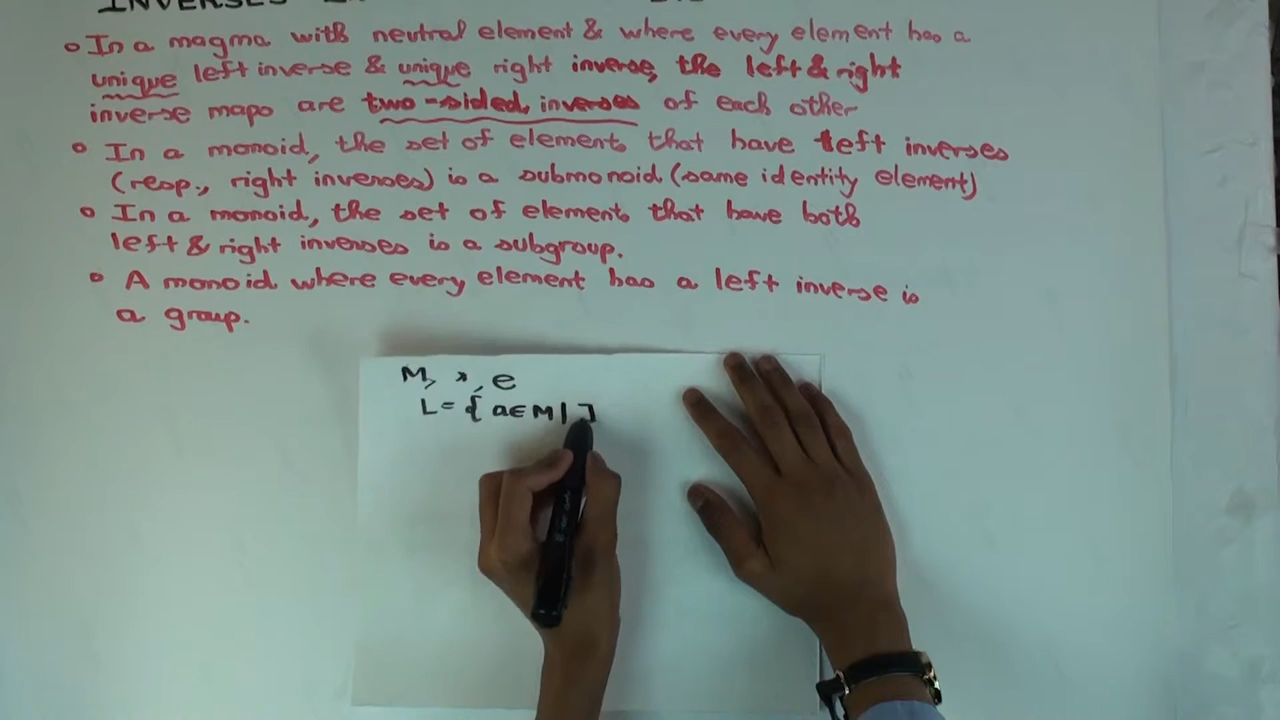 INVERSES
◦ In a magma with neutral element & where every element has a
unique left inverse & unique right inverse, the left & right
inverse maps are two-sided inverses of each other
◦ In a monoid, the set of elements that have left inverses
(resp., right inverses) is a submonoid (same identity element)
◦ In a monoid, the set of elements that have both
left & right inverses is a subgroup.
◦ A monoid where every element has a left inverse is
a group.
M, *, e
L = { a ∈ M | ∃